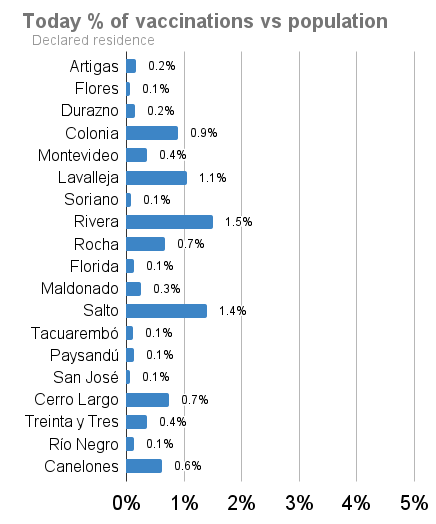 Today % of vaccinations vs population
Declared residence
Artigas 0.2%
Flores 0.1%
Durazno 0.2%
Colonia 0.9%
Montevideo 0.4%
Lavalleja 1.1%
Soriano 0.1%
Rivera 1.5%
Rocha 0.7%
Florida 0.1%
Maldonado 0.3%
Salto 1.4%
Tacuarembó 0.1%
Paysandú 0.1%
San José 0.1%
Cerro Largo 0.7%
Treinta y Tres 0.4%
Río Negro 0.1%
Canelones 0.6%
0% 1% 2% 3% 4% 5%